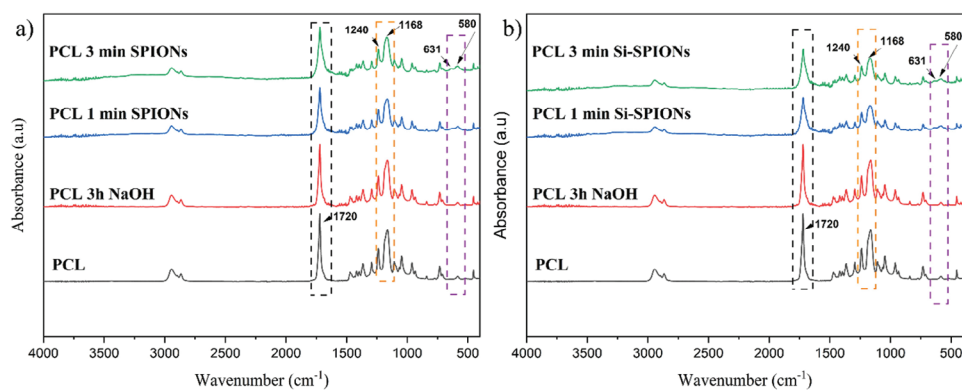 a)
PCL 3 min SPIONs
1240
1168
631
580
PCL 1 min SPIONs
PCL 3h NaOH
1720
PCL
Absorbance (a.u)
4000 3500 3000 2500 2000 1500 1000 500
Wavenumber (cm⁻¹)
b)
PCL 3 min Si-SPIONs
1240
1168
631
580
PCL 1 min Si-SPIONs
PCL 3h NaOH
1720
PCL
Absorbance (a.u)
4000 3500 3000 2500 2000 1500 1000 500
Wavenumber (cm⁻¹)